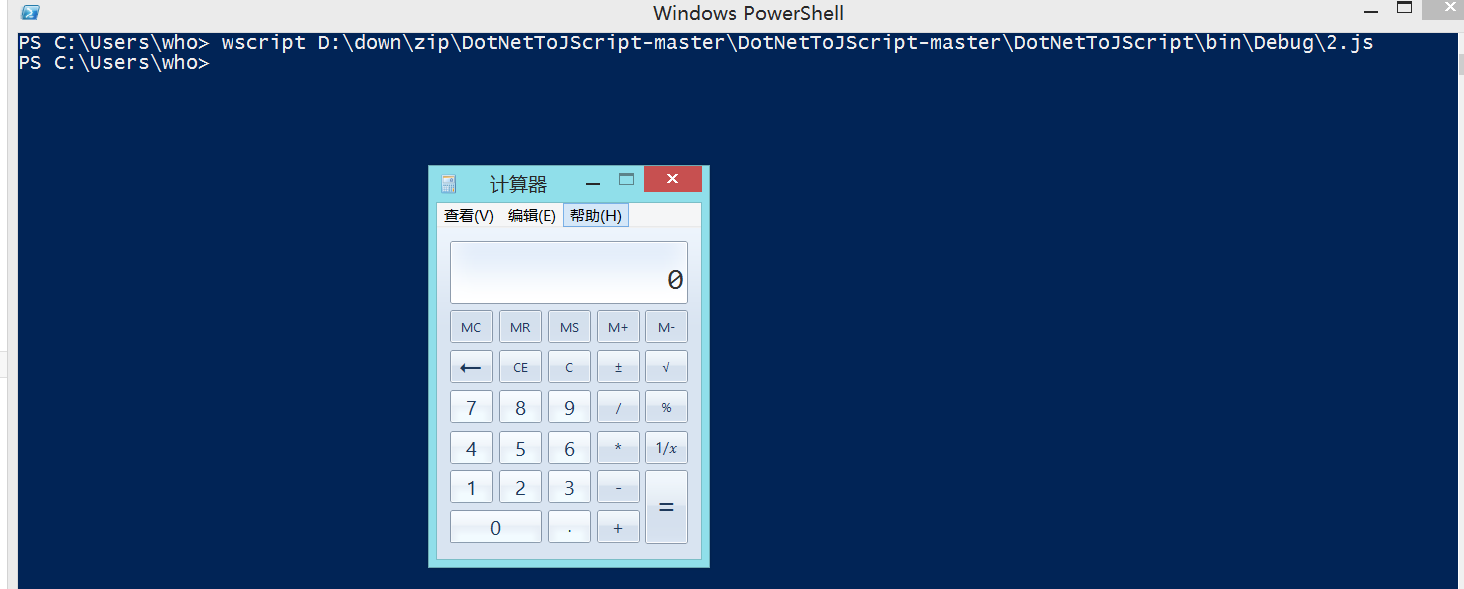 Windows PowerShell
PS C:\Users\who> wscript D:\down\zip\DotNetToJScript-master\DotNetToJScript-master\DotNetToJScript\bin\Debug\2.js
PS C:\Users\who>
计算器
查看(V) 编辑(E) 帮助(H)
0
MC MR MS M+ M-
← CE C ± √
7 8 9 / %
4 5 6 * 1/x
1 2 3 - =
0 . +